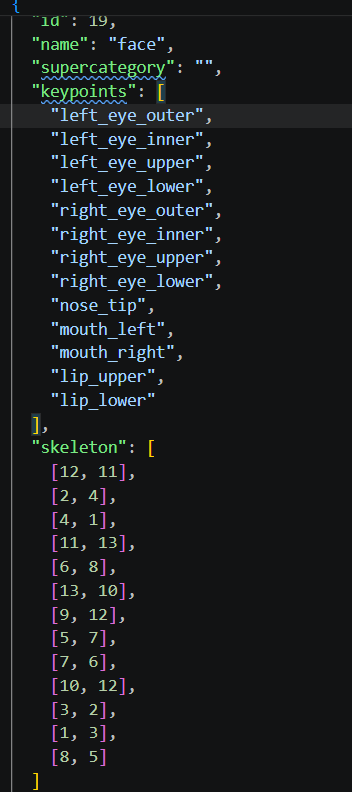 {
"id": 19,
"name": "face",
"supercategory": "",
"keypoints": [
"left_eye_outer",
"left_eye_inner",
"left_eye_upper",
"left_eye_lower",
"right_eye_outer",
"right_eye_inner",
"right_eye_upper",
"right_eye_lower",
"nose_tip",
"mouth_left",
"mouth_right",
"lip_upper",
"lip_lower"
],
"skeleton": [
[12, 11],
[2, 4],
[4, 1],
[11, 13],
[6, 8],
[13, 10],
[9, 12],
[5, 7],
[7, 6],
[10, 12],
[3, 2],
[1, 3],
[8, 5]
]